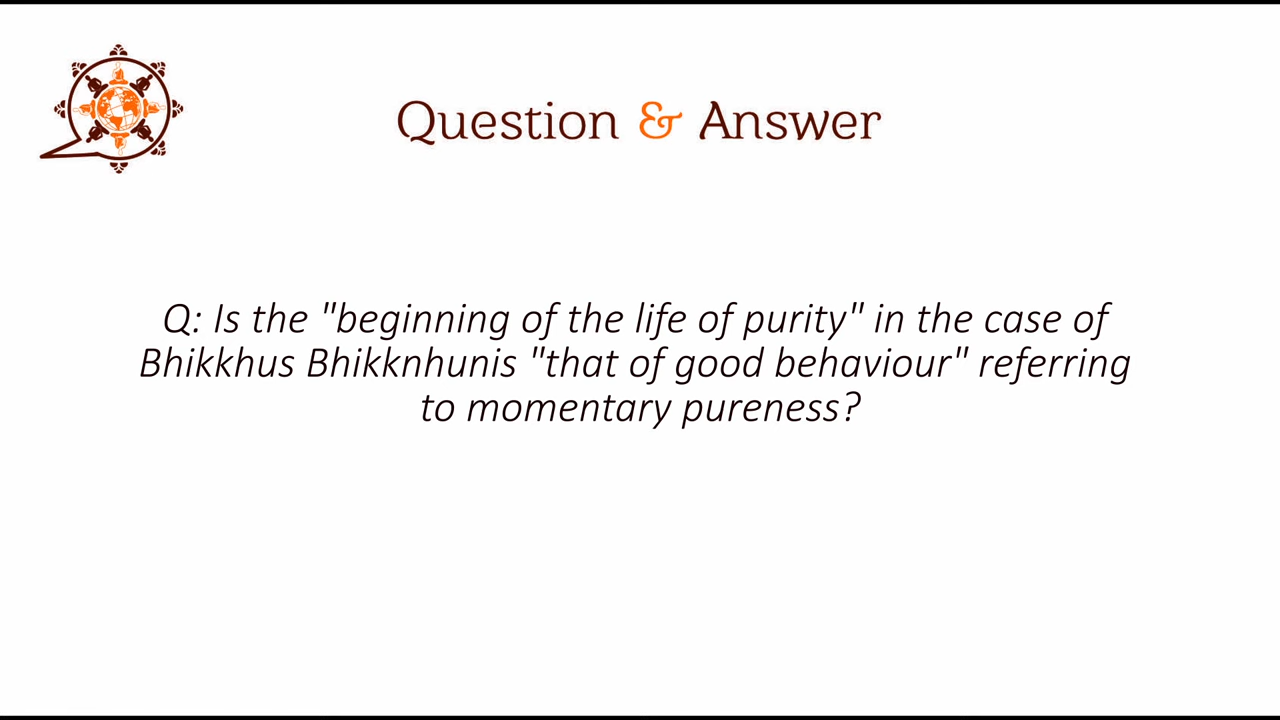 Question & Answer
Q: Is the "beginning of the life of purity" in the case of
Bhikkhus Bhikknhunis "that of good behaviour" referring
to momentary pureness?